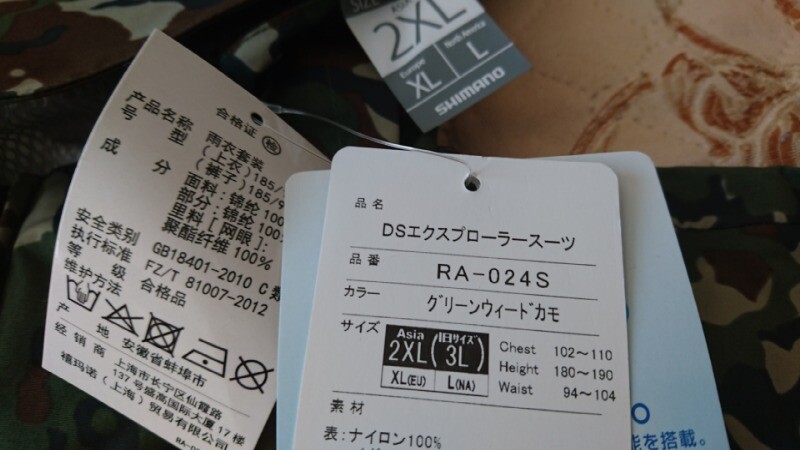 SIZE
2XL
Europe
XL
North America
L
SHIMANO
合格证 检
产品名称 雨衣套装
号 型 (上衣)185/
(裤子)185/9
成 分 面料:锦纶100
部分:锦纶100
里料:[网眼]:
聚酯纤维100%
安全类别 GB18401-2010 C类
执行标准 FZ/T 81007-2012
等 级 合格品
维护方法
产 地 安徽省蚌埠市
经 销 商 上海市长宁区仙霞路
137号盛高国际大厦17楼
禧玛诺(上海)贸易有限公司
品名
DSエクスプローラースーツ
品番 RA-024S
カラー グリーンウィードカモ
サイズ
Asia 2XL (旧サイズ 3L)
XL(EU) L(NA)
Chest 102~110
Height 180~190
Waist 94~104
素材
表:ナイロン100%
能を搭載。